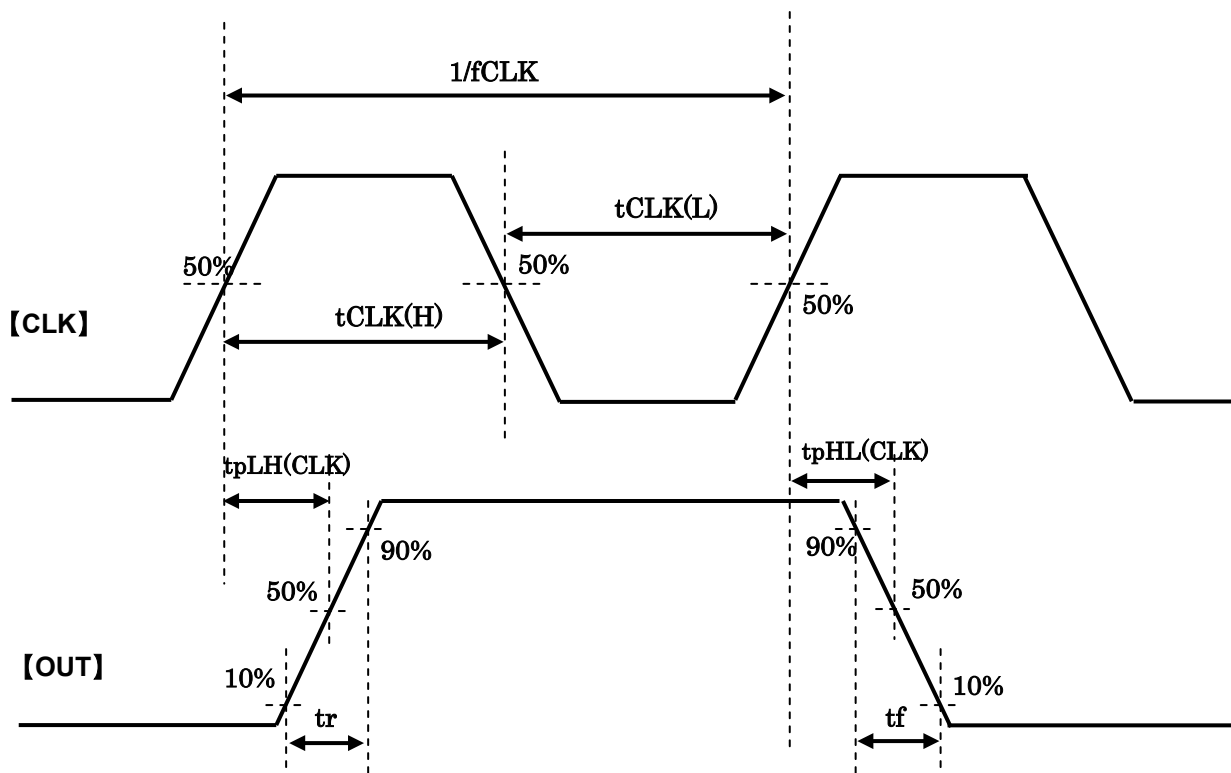 1/fCLK
tCLK(L)
50%
50%
50%
【CLK】
tCLK(H)
tpLH(CLK)
tpHL(CLK)
90%
90%
50%
50%
【OUT】
10%
10%
tr
tf